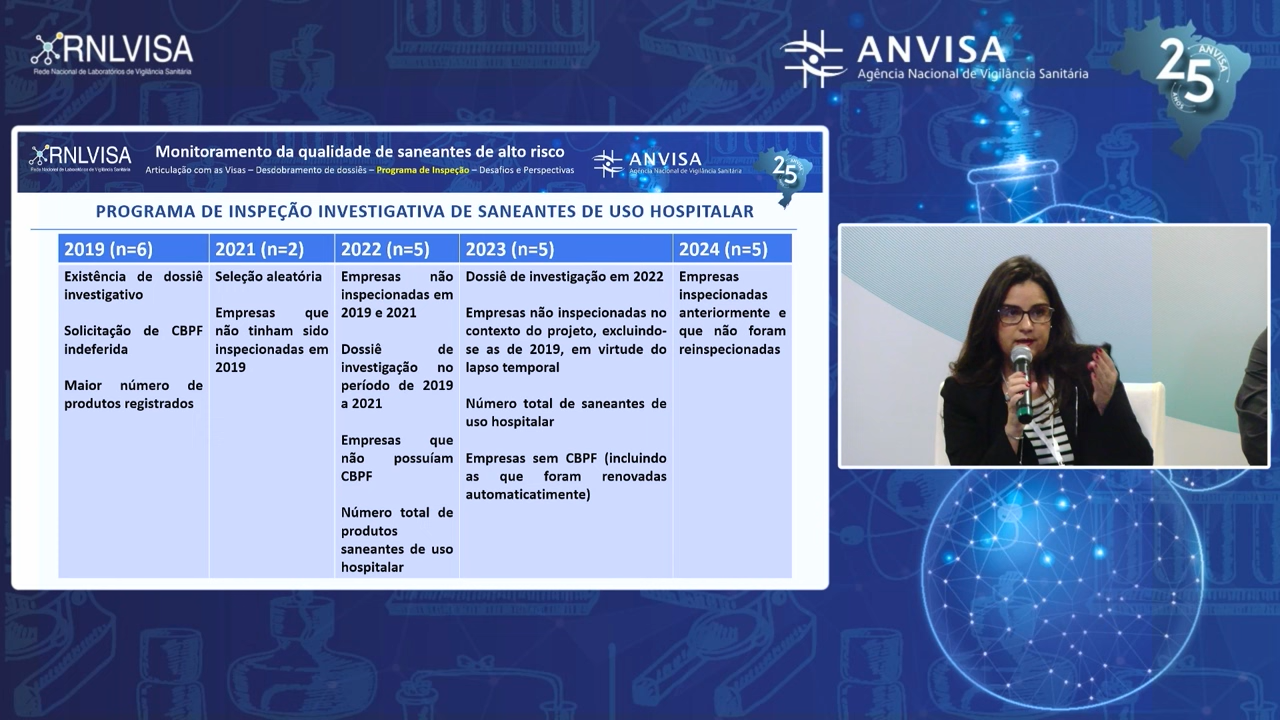 RNLVISA
Rede Nacional de Laboratórios de Vigilância Sanitária
ANVISA
Agência Nacional de Vigilância Sanitária
25
ANVISA
ANOS
RNLVISA
Rede Nacional de Laboratórios de Vigilância Sanitária
Monitoramento da qualidade de saneantes de alto risco
Articulação com as Visas – Desdobramento de dossiês – Programa de Inspeção – Desafios e Perspectivas
ANVISA
Agência Nacional de Vigilância Sanitária
25
PROGRAMA DE INSPEÇÃO INVESTIGATIVA DE SANEANTES DE USO HOSPITALAR
2019 (n=6)
Existência de dossiê
investigativo
Solicitação de CBPF
indeferida
Maior número de
produtos registrados
2021 (n=2)
Seleção aleatória
Empresas que
não tinham sido
inspecionadas em
2019
2022 (n=5)
Empresas não
inspecionadas em
2019 e 2021
Dossiê de
investigação no
período de 2019
a 2021
Empresas que
não possuíam
CBPF
Número total de
produtos
saneantes de uso
hospitalar
2023 (n=5)
Dossiê de investigação em 2022
Empresas não inspecionadas no
contexto do projeto, excluindo-
se as de 2019, em virtude do
lapso temporal
Número total de saneantes de
uso hospitalar
Empresas sem CBPF (incluindo
as que foram renovadas
automaticatimente)
2024 (n=5)
Empresas
inspecionadas
anteriormente e
que não foram
reinspecionadas